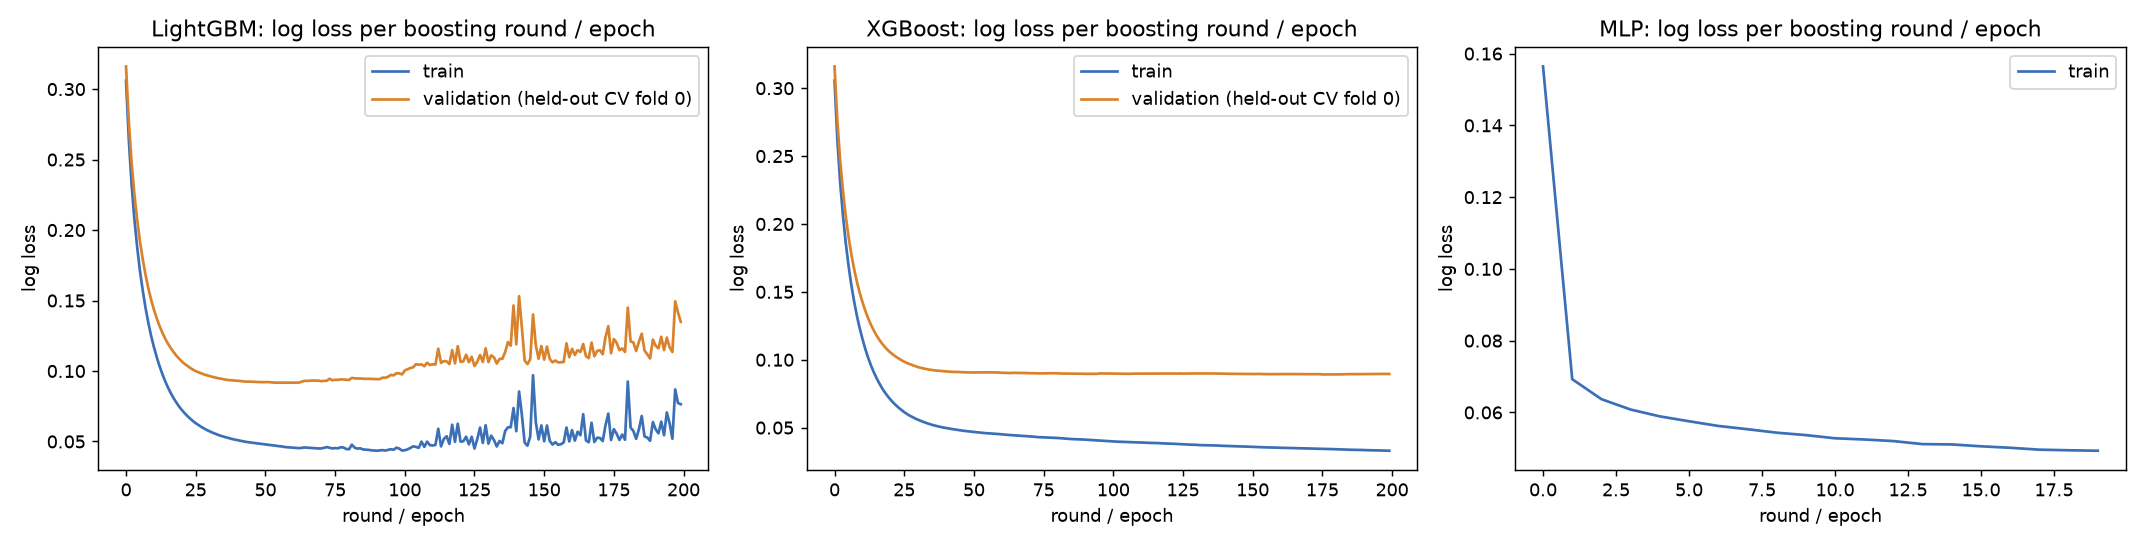 LightGBM: log loss per boosting round / epoch
train
validation (held-out CV fold 0)
0.30
0.25
0.20
0.15
0.10
0.05
log loss
0 25 50 75 100 125 150 175 200
round / epoch
XGBoost: log loss per boosting round / epoch
train
validation (held-out CV fold 0)
0.30
0.25
0.20
0.15
0.10
0.05
log loss
0 25 50 75 100 125 150 175 200
round / epoch
MLP: log loss per boosting round / epoch
train
0.16
0.14
0.12
0.10
0.08
0.06
log loss
0.0 2.5 5.0 7.5 10.0 12.5 15.0 17.5
round / epoch